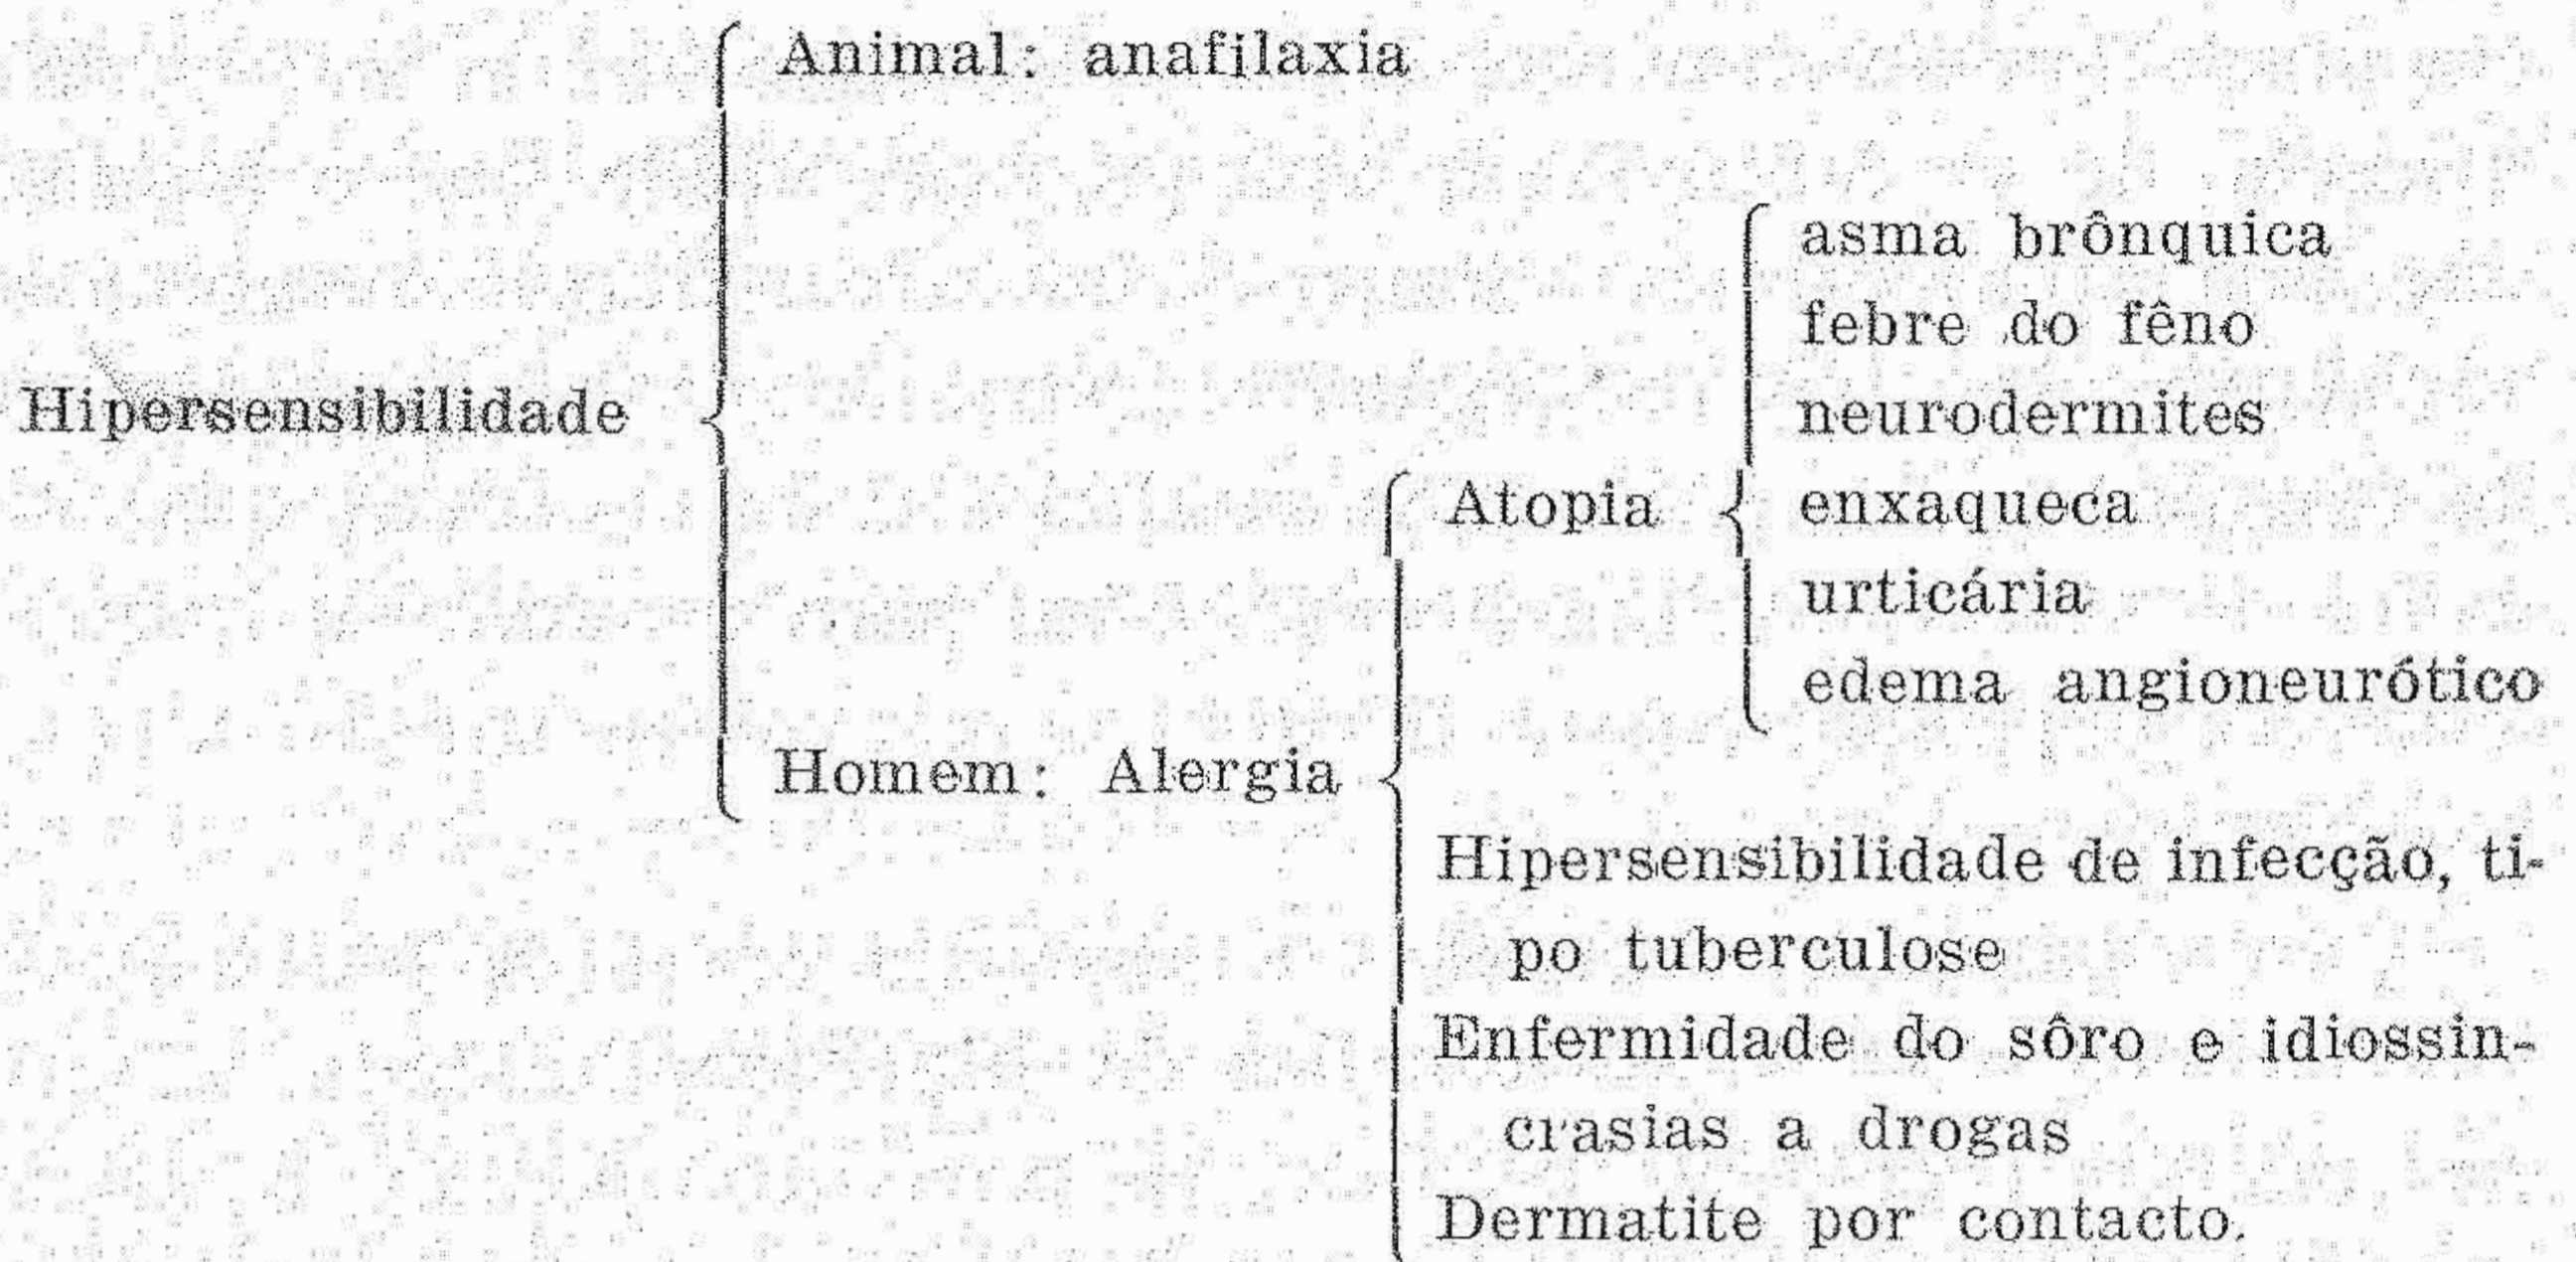 Animal: anafilaxia
asma brônquica
febre do fêno
Hipersensibilidade
neurodermites
Atopia
enxaqueca
urticária
edema angioneurótico
Homem: Alergia
Hipersensibilidade de infecção, ti-
po tuberculose
Enfermidade do sôro e idiossin-
crasias a drogas
Dermatite por contacto.